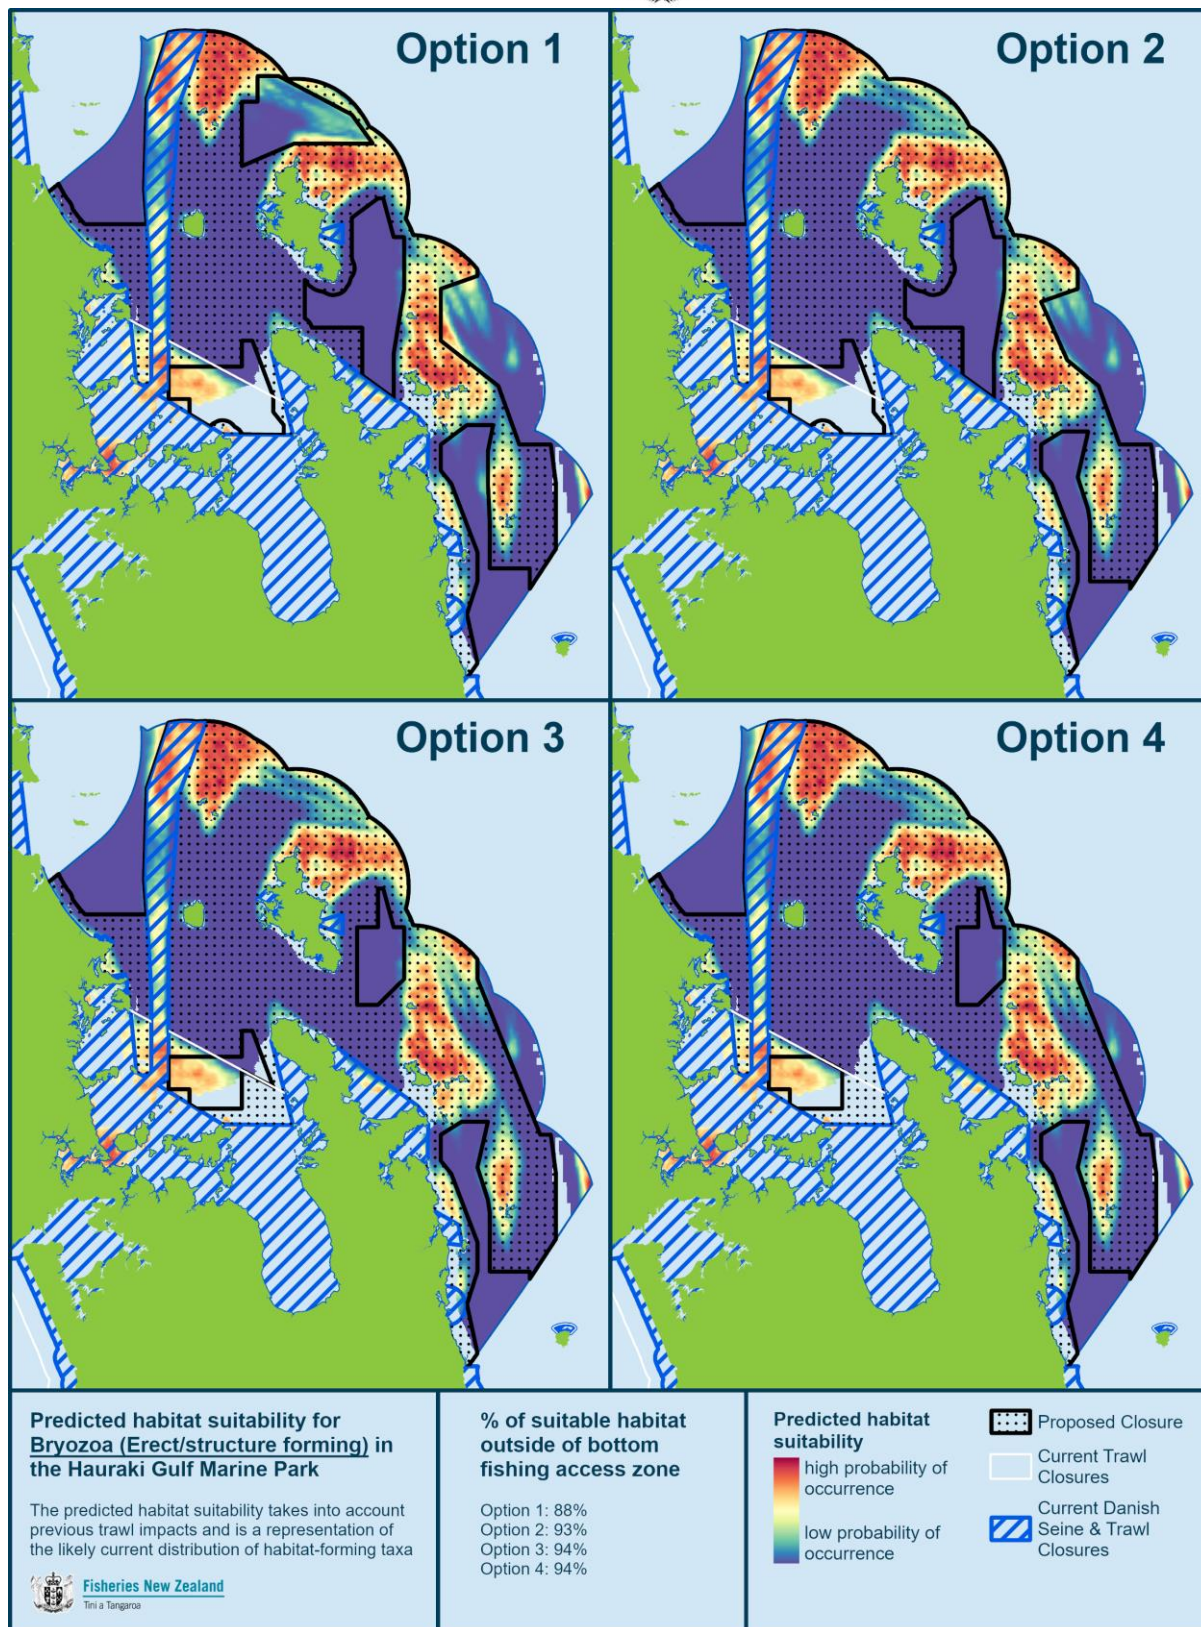 Option 1
Option 2
Option 3
Option 4
Predicted habitat suitability for
Bryozoa (Erect/structure forming) in
the Hauraki Gulf Marine Park
The predicted habitat suitability takes into account
previous trawl impacts and is a representation of
the likely current distribution of habitat-forming taxa
Fisheries New Zealand
Tini a Tangaroa
% of suitable habitat
outside of bottom
fishing access zone
Option 1: 88%
Option 2: 93%
Option 3: 94%
Option 4: 94%
Predicted habitat
suitability
high probability of
occurrence
low probability of
occurrence
Proposed Closure
Current Trawl
Closures
Current Danish
Seine & Trawl
Closures